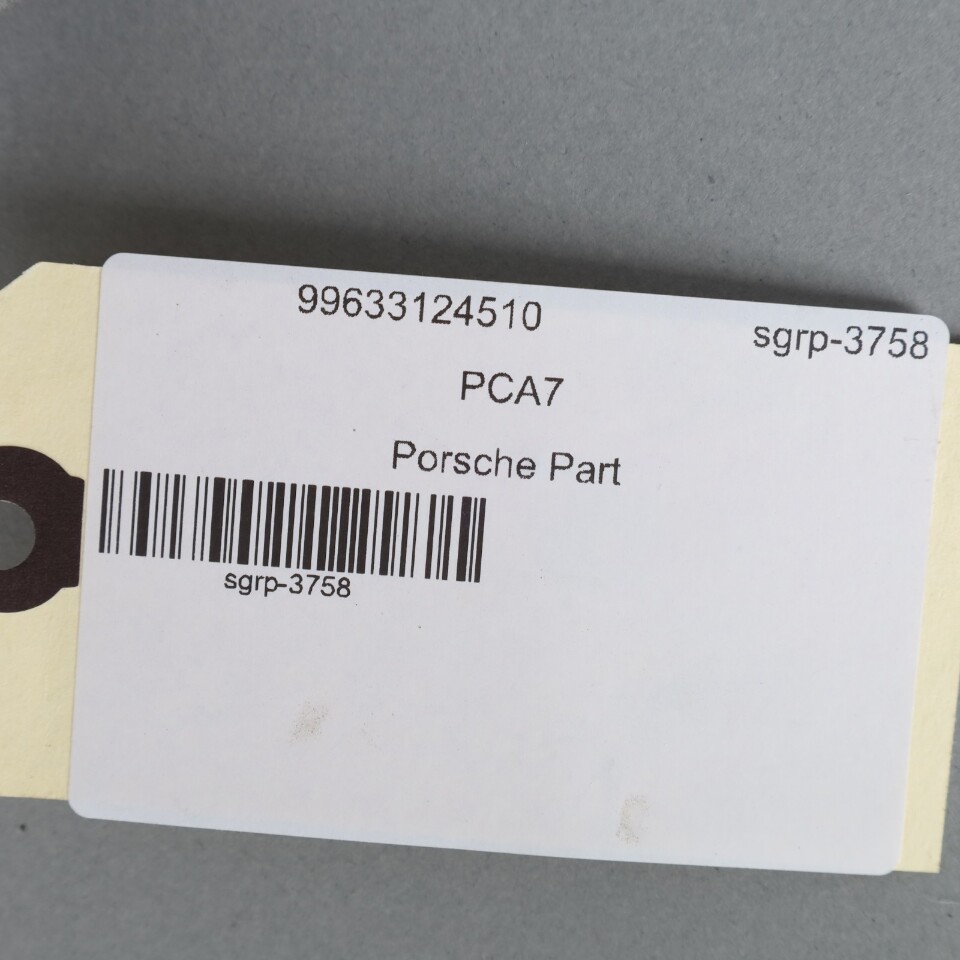 99633124510
sgrp-3758
PCA7
Porsche Part
sgrp-3758